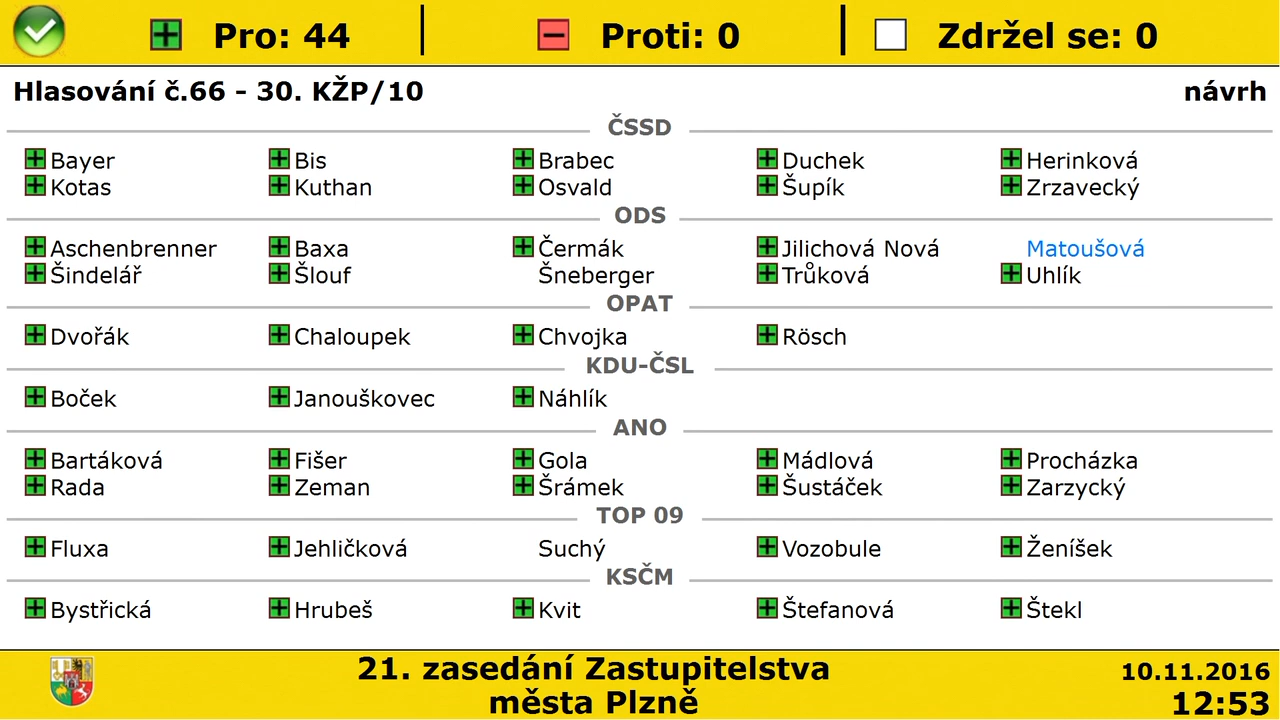 Pro: 44 Proti: 0 Zdržel se: 0
Hlasování č.66 - 30. KŽP/10 návrh
ČSSD
Bayer Bis Brabec Duchek Herinková
Kotas Kuthan Osvald Šupík Zrzavecký
ODS
Aschenbrenner Baxa Čermák Jilichová Nová Matoušová
Šindelář Šlouf Šneberger Trůková Uhlík
OPAT
Dvořák Chaloupek Chvojka Rösch
KDU-ČSL
Boček Janouškovec Náhlík
ANO
Bartáková Fišer Gola Mádlová Procházka
Rada Zeman Šrámek Šustáček Zarzycký
TOP 09
Fluxa Jehličková Suchý Vozobule Ženíšek
KSČM
Bystřická Hrubeš Kvit Štefanová Štekl
21. zasedání Zastupitelstva
města Plzně
10.11.2016
12:53